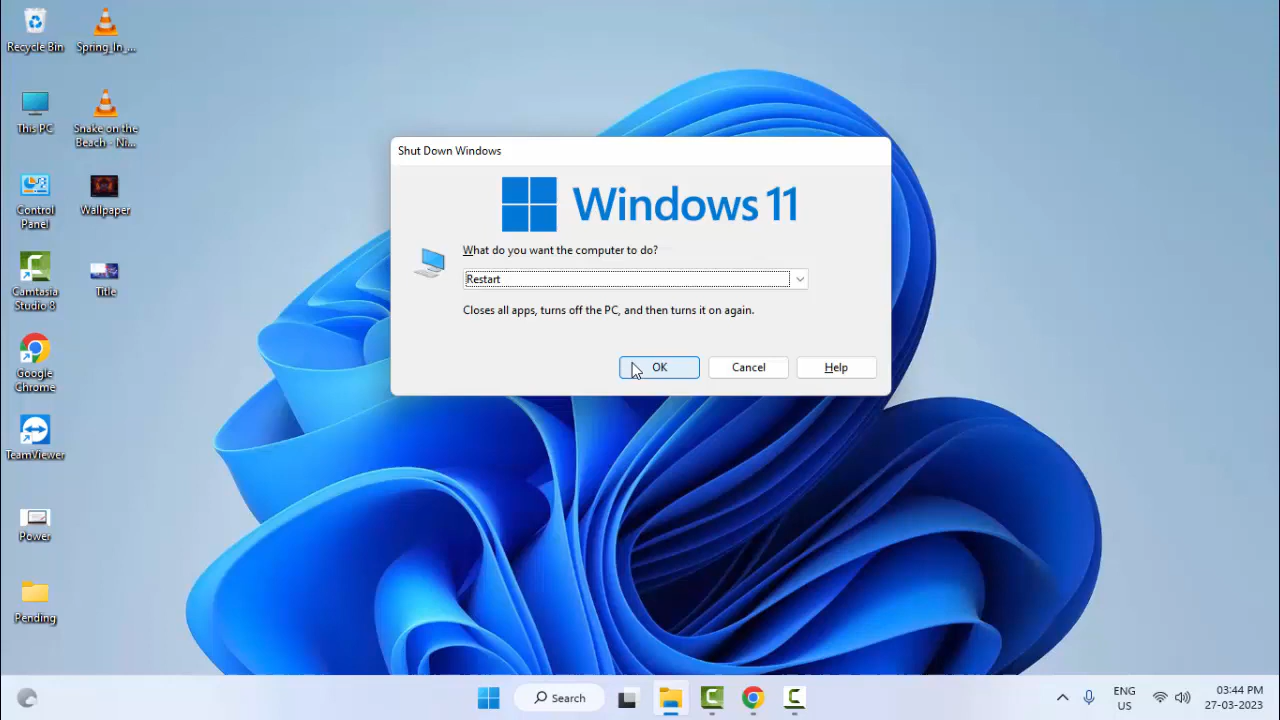 Recycle Bin
Spring_In_...
This PC
Snake on the
Beach - Ni...
Control
Panel
Wallpaper
Camtasia
Studio 8
Title
Google
Chrome
TeamViewer
Power
Pending
Shut Down Windows
Windows 11
What do you want the computer to do?
Restart
Closes all apps, turns off the PC, and then turns it on again.
OK
Cancel
Help
Search
ENG
US
03:44 PM
27-03-2023